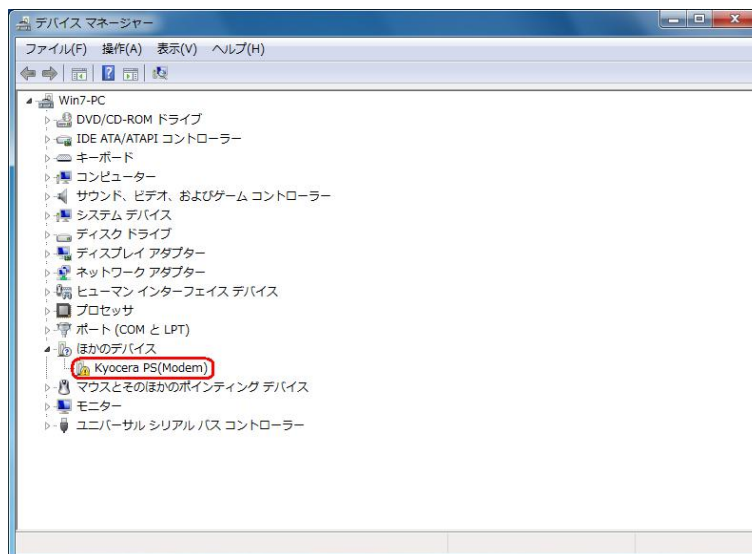 デバイス マネージャー
ファイル(F) 操作(A) 表示(V) ヘルプ(H)
Win7-PC
DVD/CD-ROM ドライブ
IDE ATA/ATAPI コントローラー
キーボード
コンピューター
サウンド、ビデオ、およびゲーム コントローラー
システム デバイス
ディスク ドライブ
ディスプレイ アダプター
ネットワーク アダプター
ヒューマン インターフェイス デバイス
プロセッサ
ポート (COM と LPT)
ほかのデバイス
Kyocera PS(Modem)
マウスとそのほかのポインティング デバイス
モニター
ユニバーサル シリアル バス コントローラー